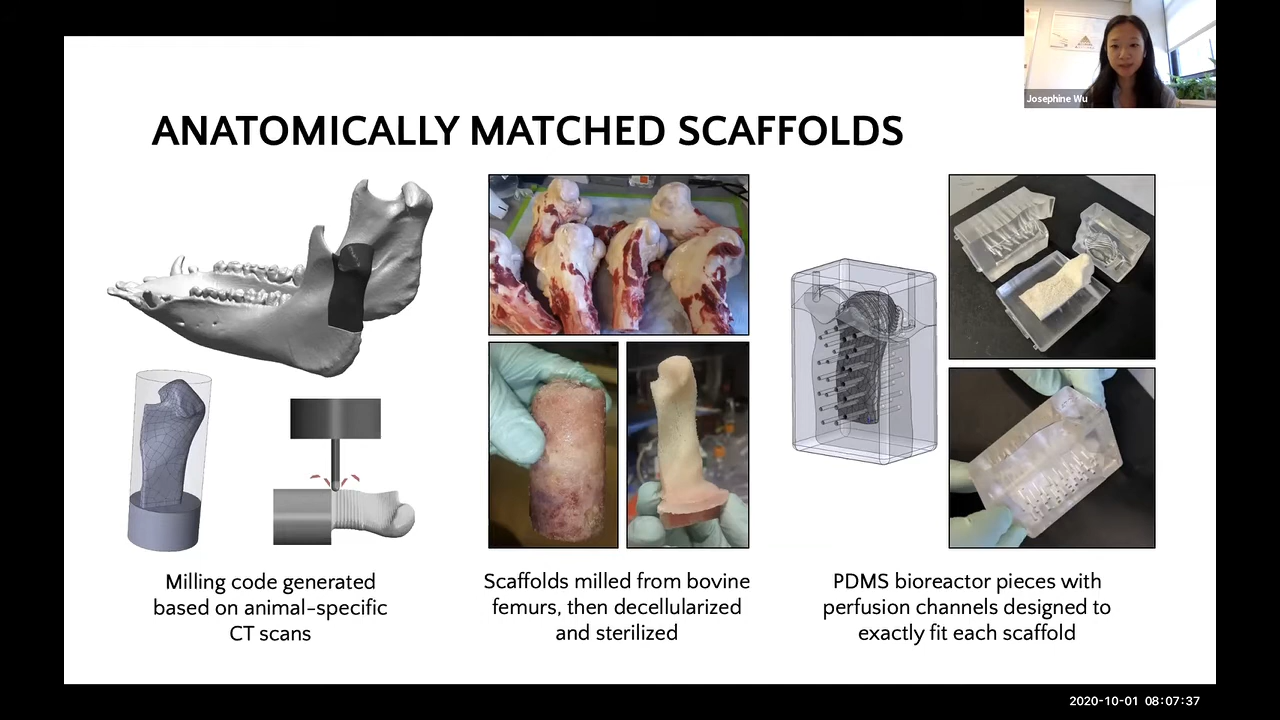 Josephine Wu
ANATOMICALLY MATCHED SCAFFOLDS
Milling code generated
based on animal-specific
CT scans
Scaffolds milled from bovine
femurs, then decellularized
and sterilized
PDMS bioreactor pieces with
perfusion channels designed to
exactly fit each scaffold
2020-10-01 08:07:37